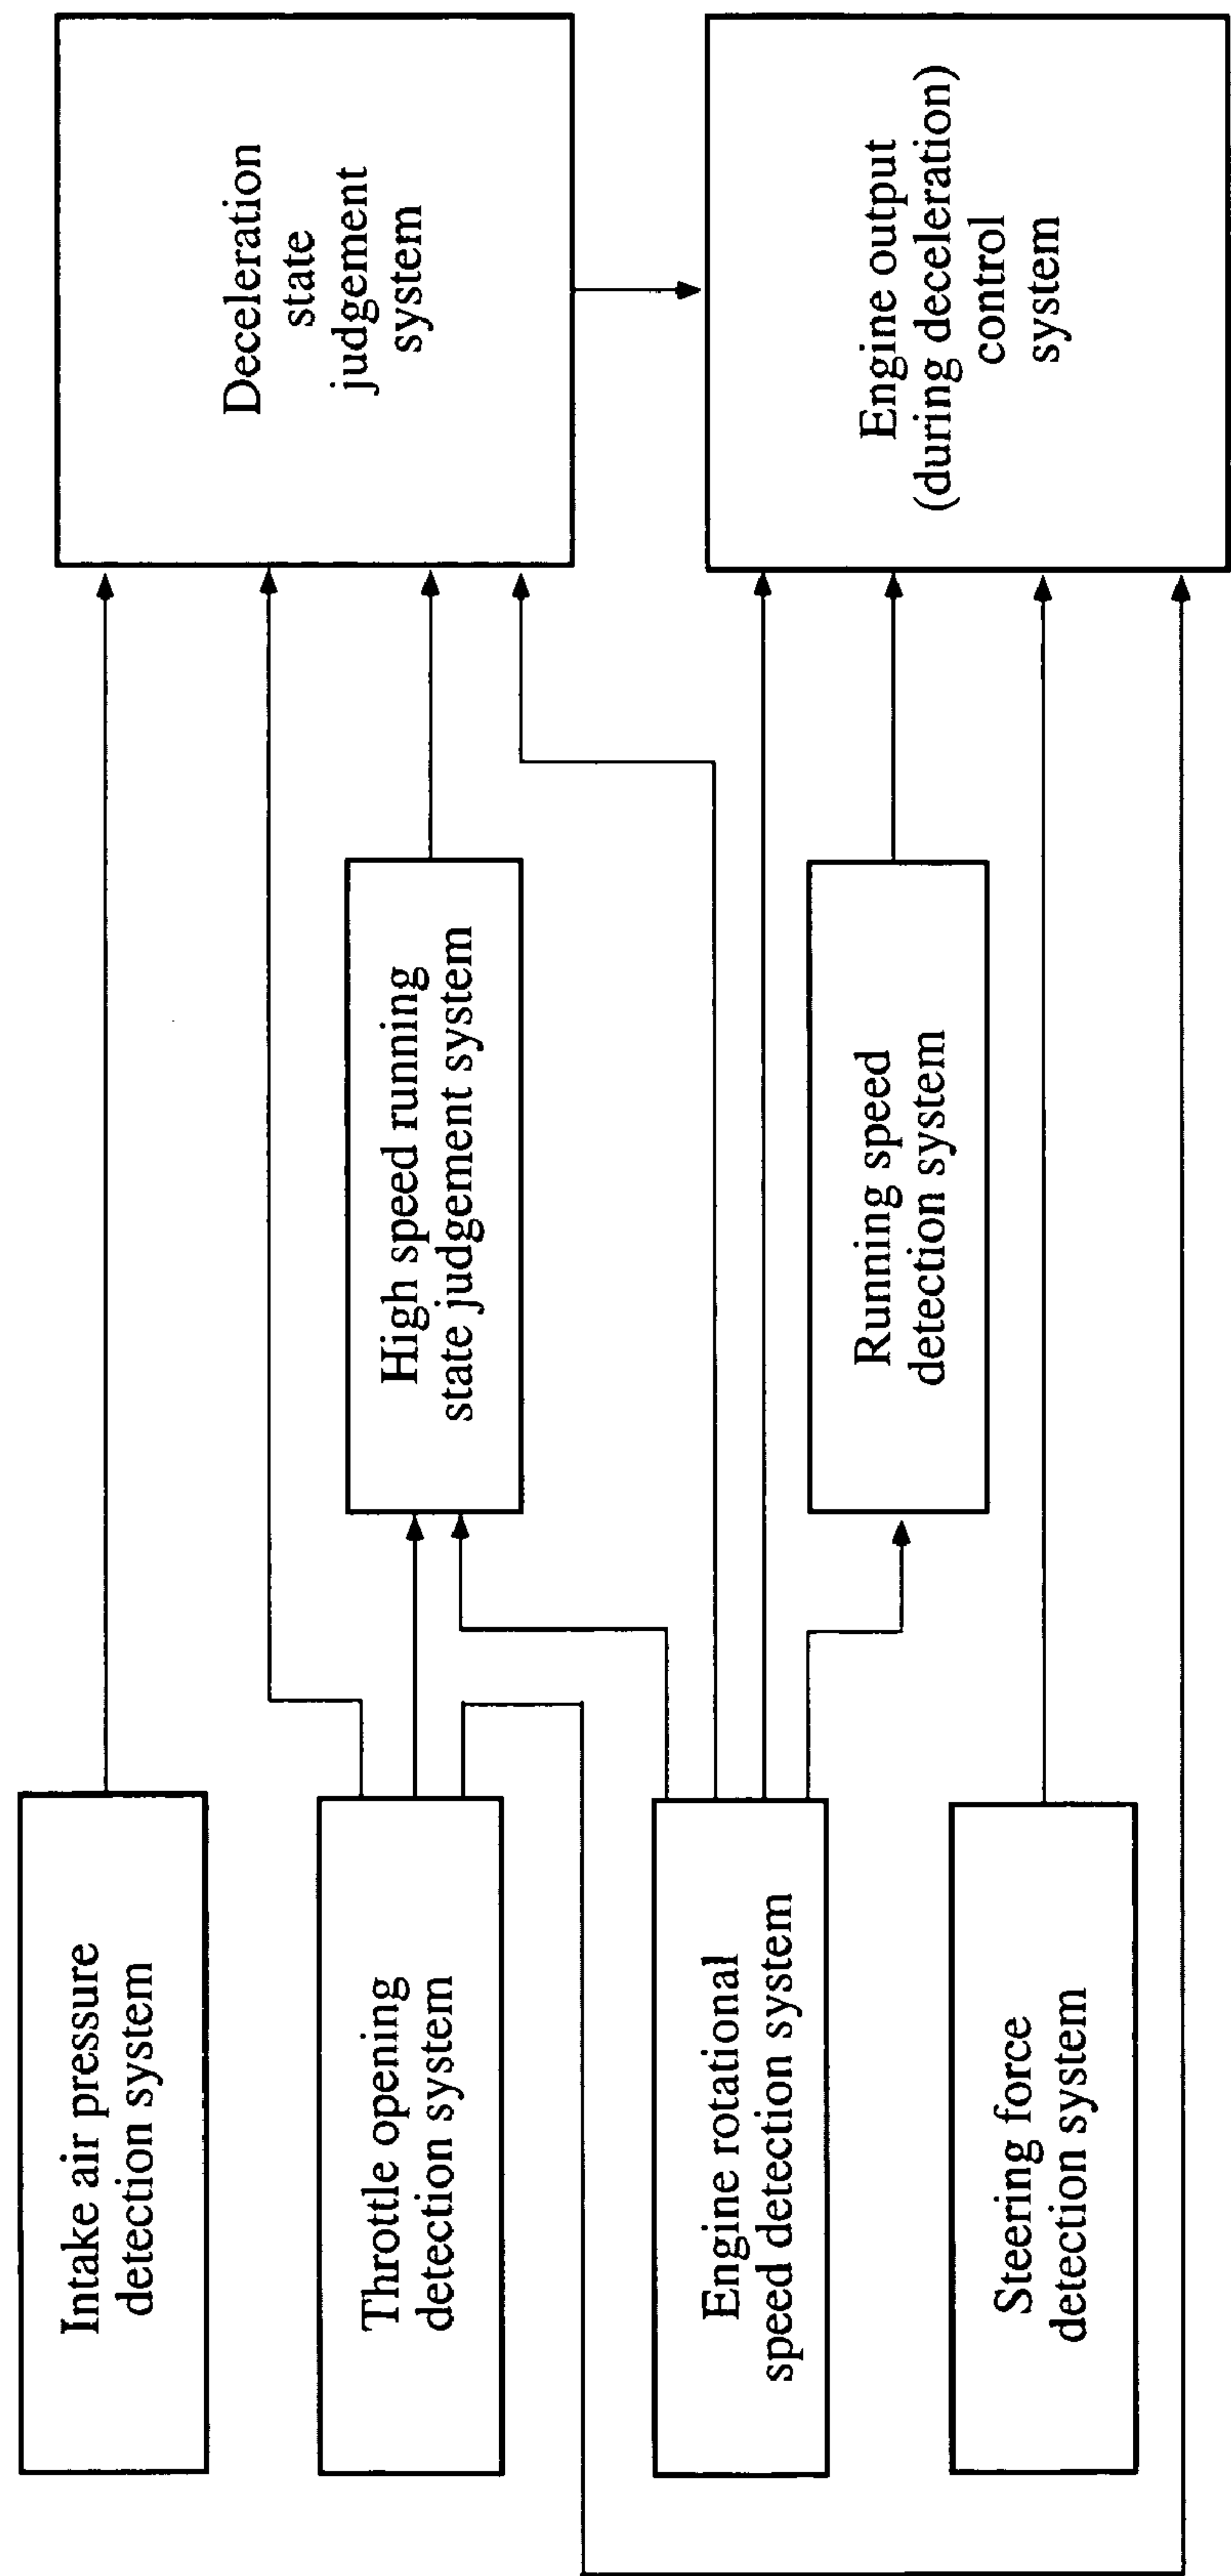 Intake air pressure
detection system
Throttle opening
detection system
Engine rotational
speed detection system
Steering force
detection system
High speed running
state judgement system
Running speed
detection system
Deceleration
state
judgement
system
Engine output
(during deceleration)
control
system